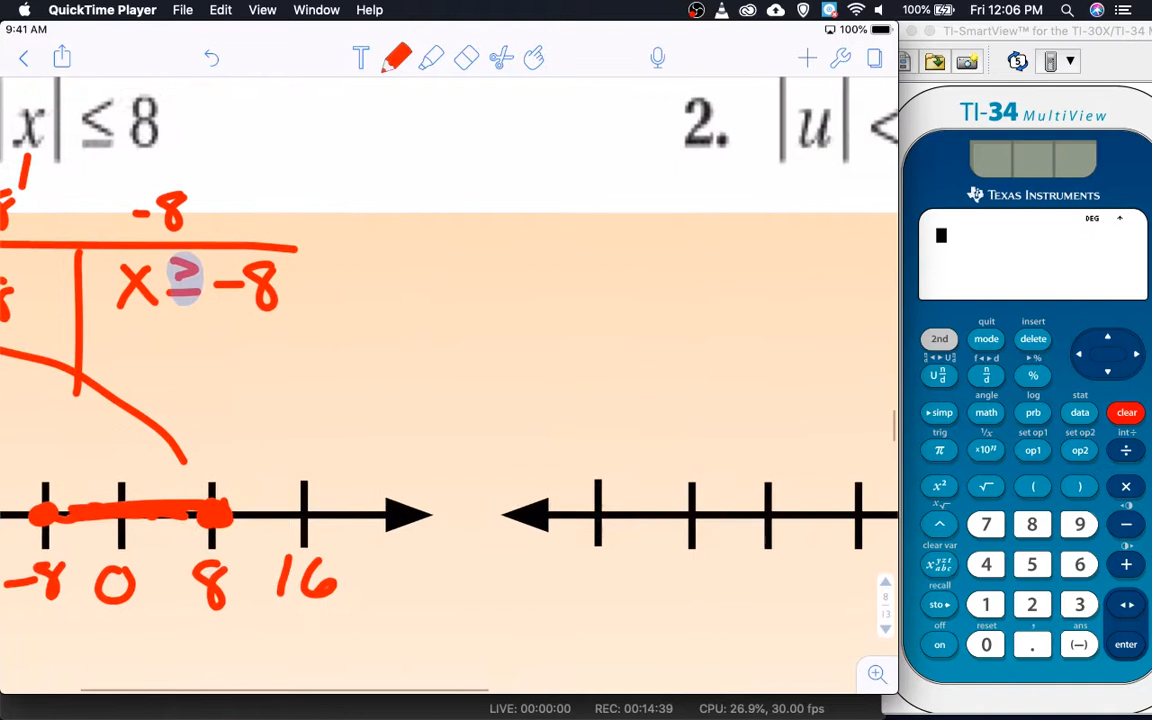 QuickTime Player File Edit View Window Help 100% Fri 12:06 PM
9:41 AM 100%
TI-SmartView™ for the TI-30X/TI-34 M
T
5
|x| ≤ 8
2. |u| <
8 -8
8 x ≥ -8
-8 0 8 16
8
13
TI-34 MultiView
TEXAS INSTRUMENTS
DEG
quit insert
2nd mode delete
f◄►d ►%
U n/d n/d %
angle log stat
►simp math prb data clear
trig ¹/x set op1 set op2 int÷
π ×10ⁿ op1 op2 ÷
x² √ ( ) ×
ˣ√
^ 7 8 9 −
clear var
x yzt abc 4 5 6 +
recall
sto► 1 2 3 ◄►
off reset , ans
on 0 . (−) enter
LIVE: 00:00:00 REC: 00:14:39 CPU: 26.9%, 30.00 fps